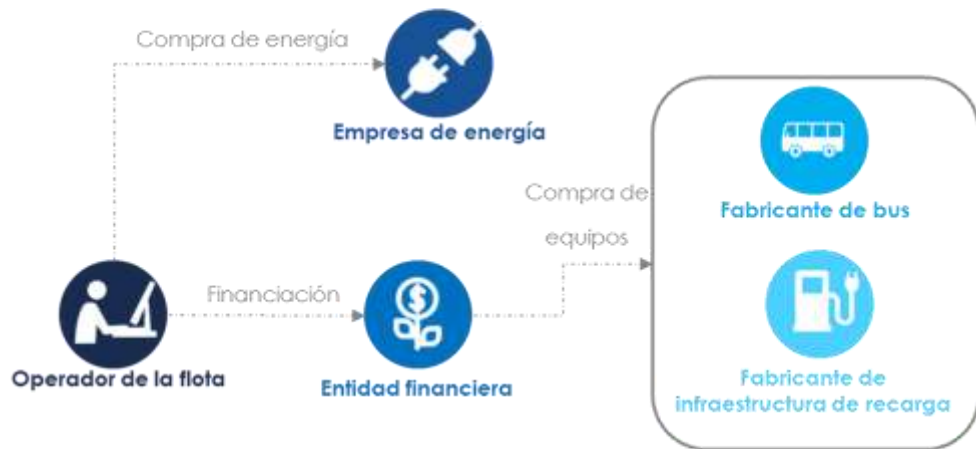 Compra de energía
Empresa de energía
Compra de
equipos
Fabricante de bus
Financiación
Operador de la flota
Entidad financiera
Fabricante de
infraestructura de recarga